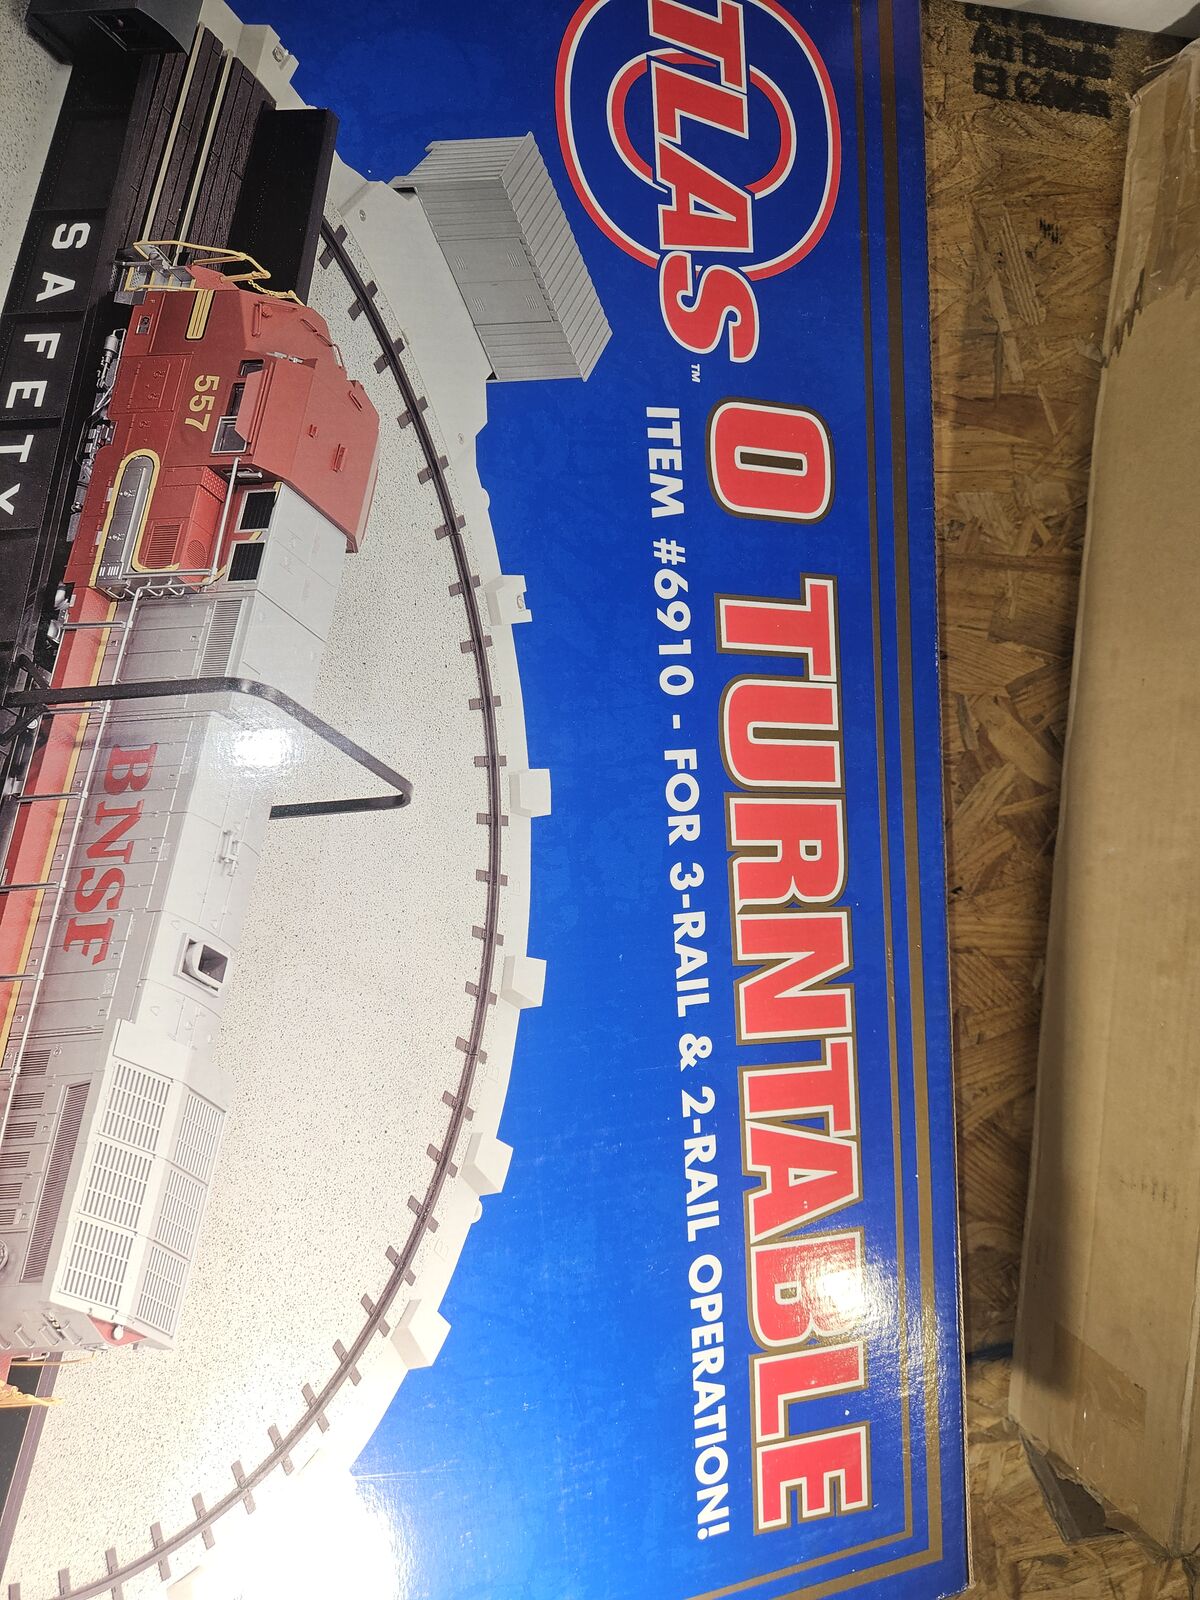 ATLAS™
O TURNTABLE
ITEM #6910 - FOR 3-RAIL & 2-RAIL OPERATION!
557
BNSF
SAFETY